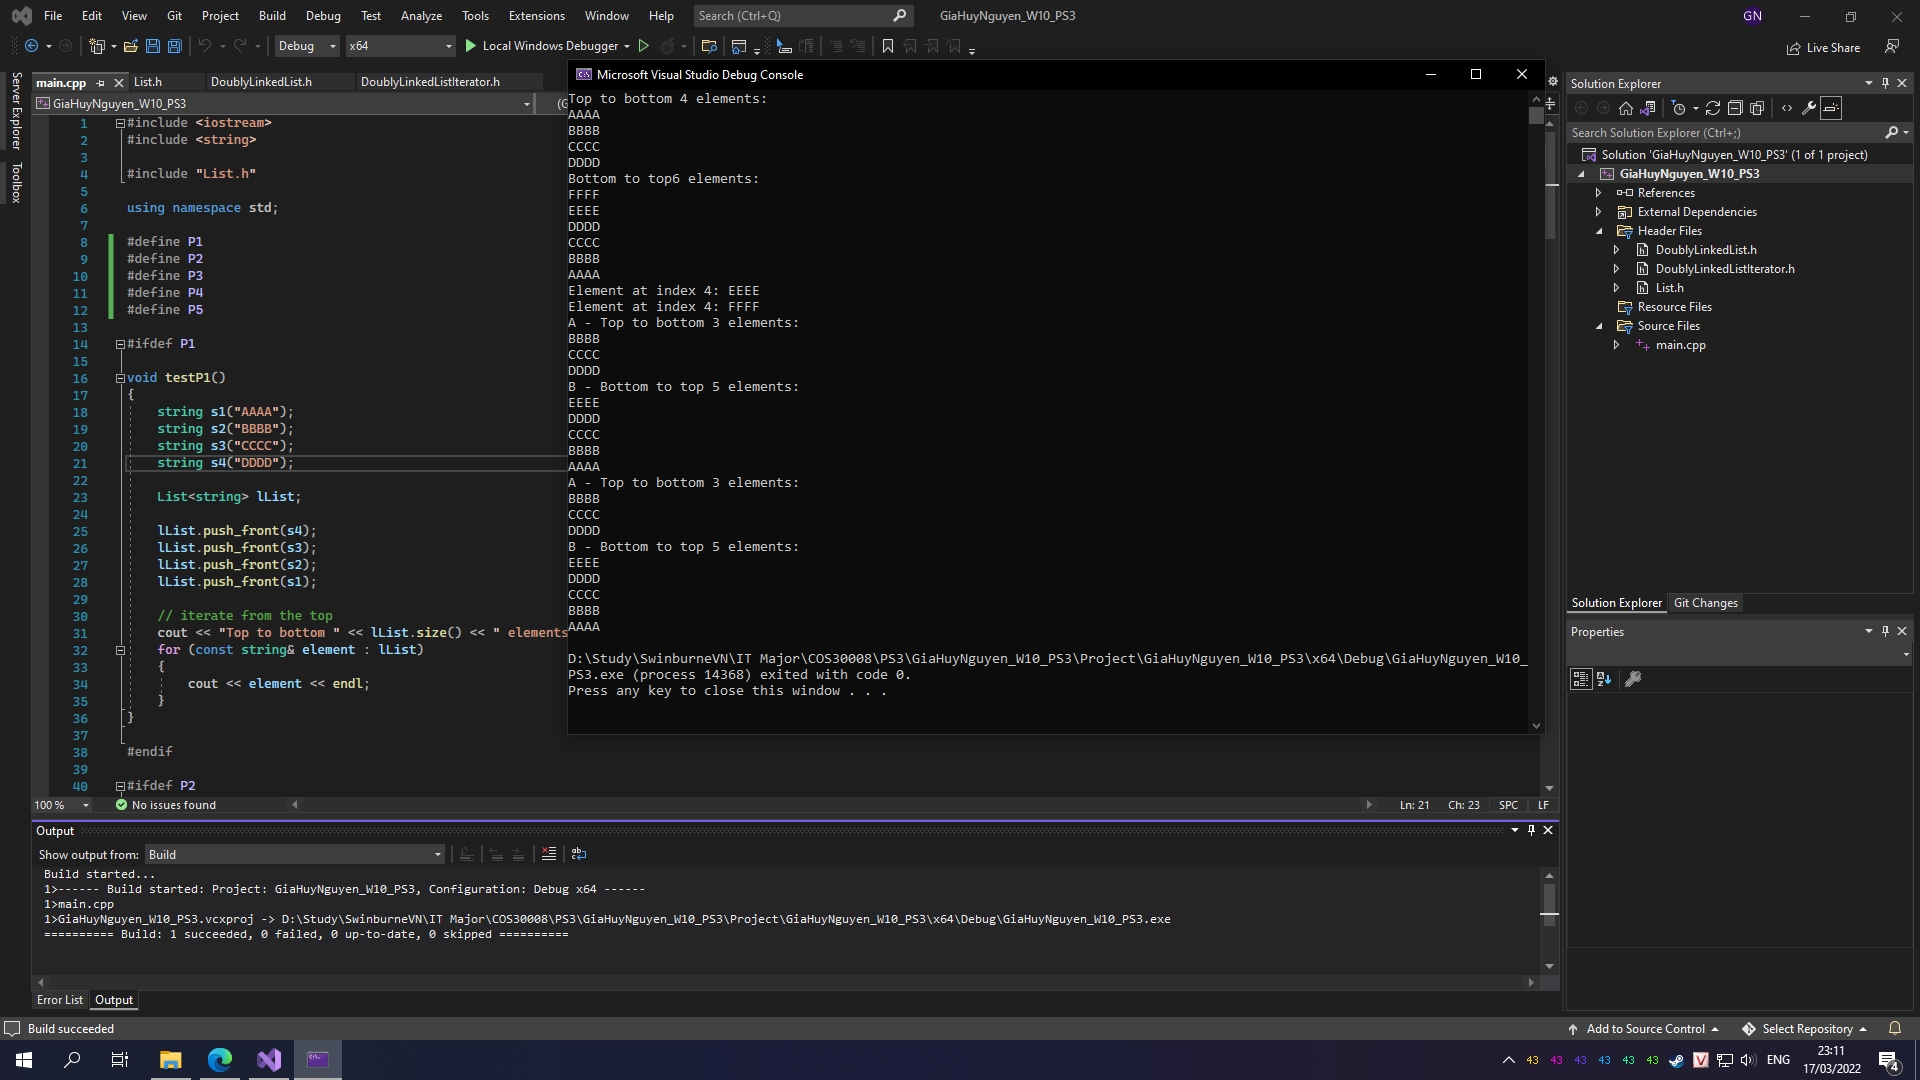 File Edit View Git Project Build Debug Test Analyze Tools Extensions Window Help Search (Ctrl+Q) GiaHuyNguyen_W10_PS3 GN
Debug x64 Local Windows Debugger Live Share
Server Explorer
Toolbox
main.cpp List.h DoublyLinkedList.h DoublyLinkedListIterator.h
GiaHuyNguyen_W10_PS3
1 #include <iostream>
2 #include <string>
3
4 #include "List.h"
5
6 using namespace std;
7
8 #define P1
9 #define P2
10 #define P3
11 #define P4
12 #define P5
13
14 #ifdef P1
15
16 void testP1()
17 {
18 string s1("AAAA");
19 string s2("BBBB");
20 string s3("CCCC");
21 string s4("DDDD");
22
23 List<string> lList;
24
25 lList.push_front(s4);
26 lList.push_front(s3);
27 lList.push_front(s2);
28 lList.push_front(s1);
29
30 // iterate from the top
31 cout << "Top to bottom " << lList.size() << " elements
32 for (const string& element : lList)
33 {
34 cout << element << endl;
35 }
36 }
37
38 #endif
39
40 #ifdef P2
100 % No issues found Ln: 21 Ch: 23 SPC LF
Microsoft Visual Studio Debug Console
Top to bottom 4 elements:
AAAA
BBBB
CCCC
DDDD
Bottom to top6 elements:
FFFF
EEEE
DDDD
CCCC
BBBB
AAAA
Element at index 4: EEEE
Element at index 4: FFFF
A - Top to bottom 3 elements:
BBBB
CCCC
DDDD
B - Bottom to top 5 elements:
EEEE
DDDD
CCCC
BBBB
AAAA
A - Top to bottom 3 elements:
BBBB
CCCC
DDDD
B - Bottom to top 5 elements:
EEEE
DDDD
CCCC
BBBB
AAAA
D:\Study\SwinburneVN\IT Major\COS30008\PS3\GiaHuyNguyen_W10_PS3\Project\GiaHuyNguyen_W10_PS3\x64\Debug\GiaHuyNguyen_W10_
PS3.exe (process 14368) exited with code 0.
Press any key to close this window . . .
Solution Explorer
Search Solution Explorer (Ctrl+;)
Solution 'GiaHuyNguyen_W10_PS3' (1 of 1 project)
GiaHuyNguyen_W10_PS3
References
External Dependencies
Header Files
DoublyLinkedList.h
DoublyLinkedListIterator.h
List.h
Resource Files
Source Files
main.cpp
Solution Explorer Git Changes
Properties
Output
Show output from: Build
Build started...
1>------ Build started: Project: GiaHuyNguyen_W10_PS3, Configuration: Debug x64 ------
1>main.cpp
1>GiaHuyNguyen_W10_PS3.vcxproj -> D:\Study\SwinburneVN\IT Major\COS30008\PS3\GiaHuyNguyen_W10_PS3\Project\GiaHuyNguyen_W10_PS3\x64\Debug\GiaHuyNguyen_W10_PS3.exe
========== Build: 1 succeeded, 0 failed, 0 up-to-date, 0 skipped ==========
Error List Output
Build succeeded Add to Source Control Select Repository
43 43 43 43 43 43 V ENG 23:11
17/03/2022 4